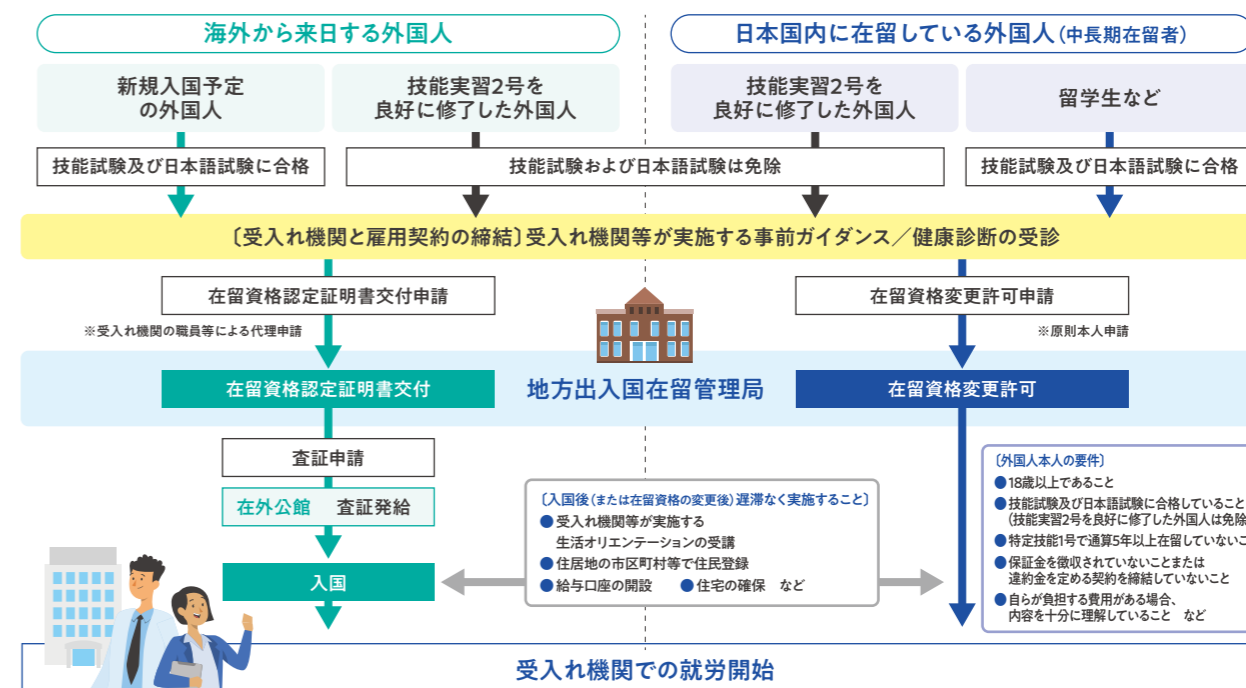 海外から来日する外国人
日本国内に在留している外国人（中長期在留者）
新規入国予定
の外国人
技能実習2号を
良好に修了した外国人
技能実習2号を
良好に修了した外国人
留学生など
技能試験及び日本語試験に合格
技能試験および日本語試験は免除
技能試験及び日本語試験に合格
〔受入れ機関と雇用契約の締結〕受入れ機関等が実施する事前ガイダンス／健康診断の受診
在留資格認定証明書交付申請
在留資格変更許可申請
※受入れ機関の職員等による代理申請
※原則本人申請
在留資格認定証明書交付
地方出入国在留管理局
在留資格変更許可
査証申請
在外公館 査証発給
入国
〔入国後（または在留資格の変更後）遅滞なく実施すること〕
●受入れ機関等が実施する
生活オリエンテーションの受講
●住居地の市区町村等で住民登録
●給与口座の開設 ●住宅の確保 など
〔外国人本人の要件〕
●18歳以上であること
●技能試験及び日本語試験に合格していること
（技能実習2号を良好に修了した外国人は免除
●特定技能1号で通算5年以上在留していないこ
●保証金を徴収されていないことまたは
違約金を定める契約を締結していないこと
●自らが負担する費用がある場合、
内容を十分に理解していること など
受入れ機関での就労開始